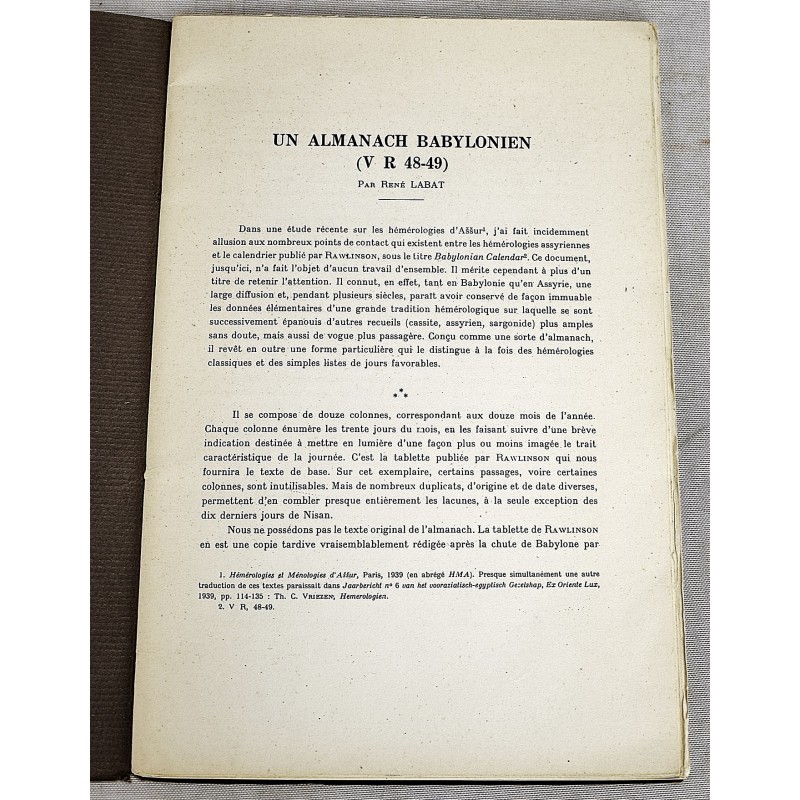 UN ALMANACH BABYLONIEN
(V R 48-49)
Par René LABAT
Dans une étude récente sur les hémérologies d'Aššur¹, j'ai fait incidemment
allusion aux nombreux points de contact qui existent entre les hémérologies assyriennes
et le calendrier publié par Rawlinson, sous le titre Babylonian Calendar². Ce document,
jusqu'ici, n'a fait l'objet d'aucun travail d'ensemble. Il mérite cependant à plus d'un
titre de retenir l'attention. Il connut, en effet, tant en Babylonie qu'en Assyrie, une
large diffusion et, pendant plusieurs siècles, paraît avoir conservé de façon immuable
les données élémentaires d'une grande tradition hémérologique sur laquelle se sont
successivement épanouis d'autres recueils (cassite, assyrien, sargonide) plus amples
sans doute, mais aussi de vogue plus passagère. Conçu comme une sorte d'almanach,
il revêt en outre une forme particulière qui le distingue à la fois des hémérologies
classiques et des simples listes de jours favorables.
***
Il se compose de douze colonnes, correspondant aux douze mois de l'année.
Chaque colonne énumère les trente jours du mois, en les faisant suivre d'une brève
indication destinée à mettre en lumière d'une façon plus ou moins imagée le trait
caractéristique de la journée. C'est la tablette publiée par Rawlinson qui nous
fournira le texte de base. Sur cet exemplaire, certains passages, voire certaines
colonnes, sont inutilisables. Mais de nombreux duplicats, d'origine et de date diverses,
permettent d'en combler presque entièrement les lacunes, à la seule exception des
dix derniers jours de Nisan.
Nous ne possédons pas le texte original de l'almanach. La tablette de Rawlinson
en est une copie tardive vraisemblablement rédigée après la chute de Babylone par
1. Hémérologies et Ménologies d'Aššur, Paris, 1939 (en abrégé HMA). Presque simultanément une autre
traduction de ces textes paraissait dans Jaarbericht nº 6 van het voorazialisch-egyptisch Gezelshap, Ex Oriente Lux,
1939, pp. 114-135 : Th. C. Vriezen, Hemerologien.
2. V R, 48-49.